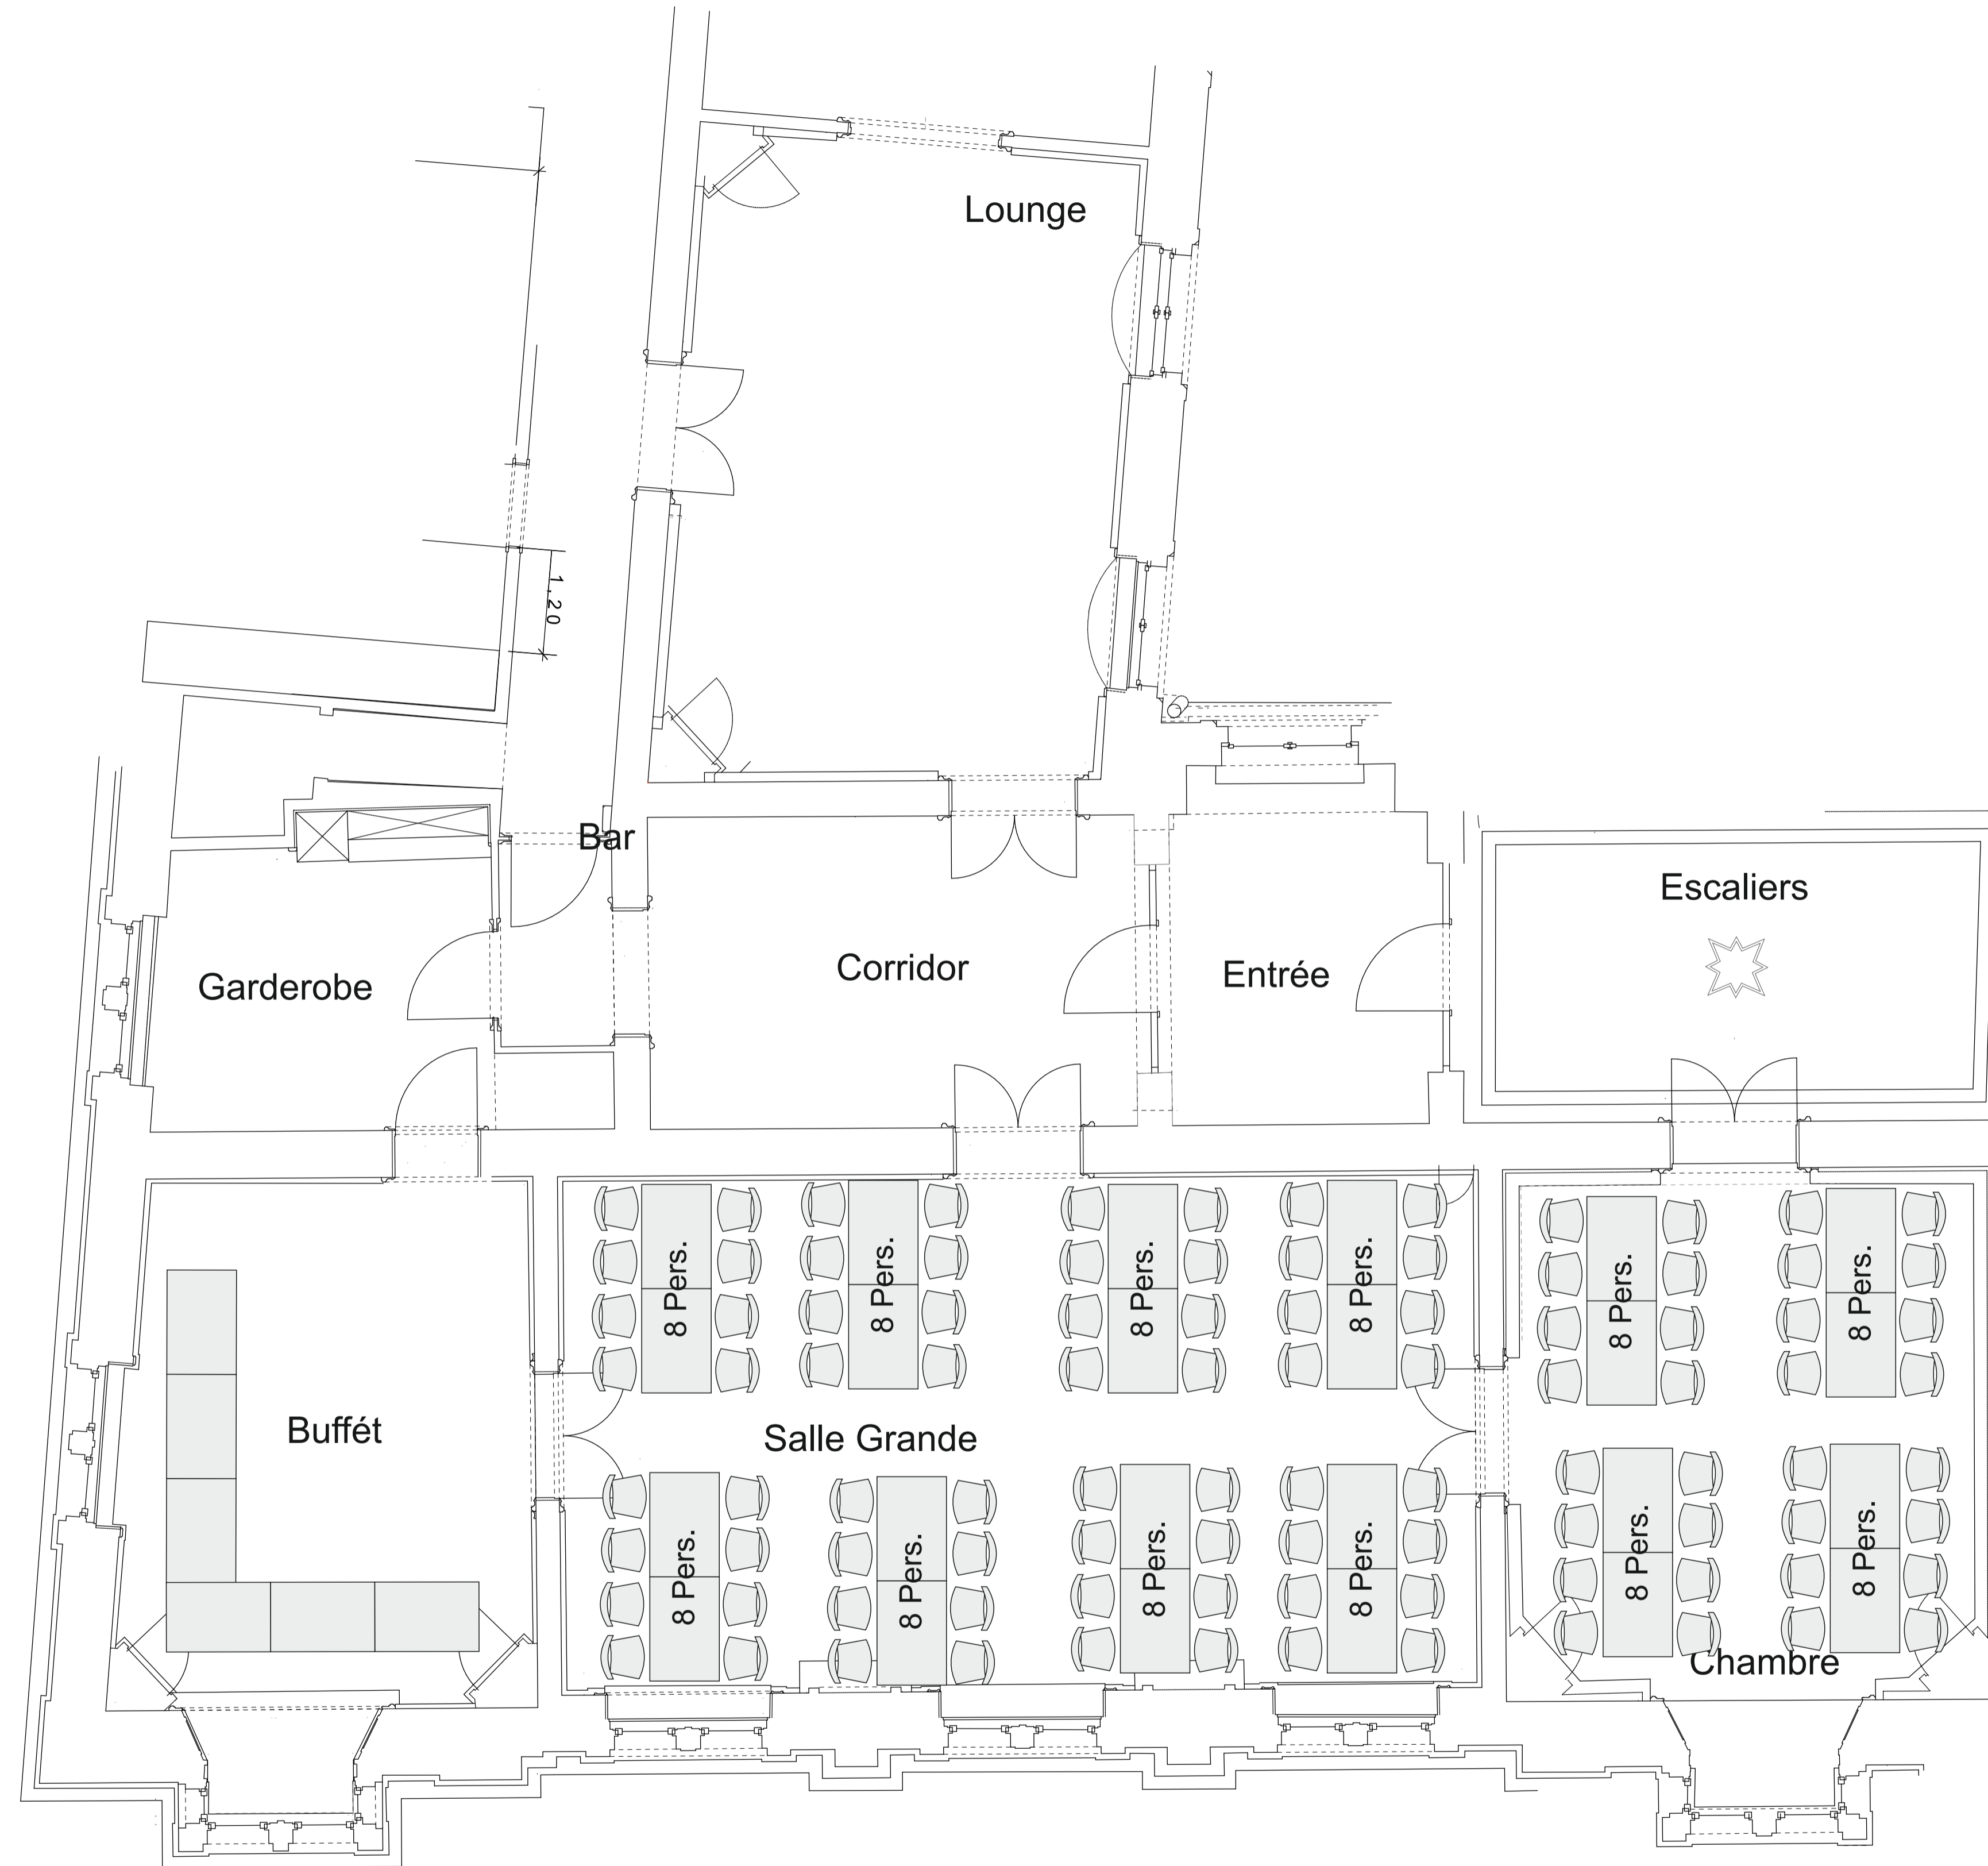 Lounge
1,20
Bar
Escaliers
Garderobe
Corridor
Entrée
8 Pers.
8 Pers.
8 Pers.
8 Pers.
8 Pers.
8 Pers.
Buffét
Salle Grande
8 Pers.
8 Pers.
8 Pers.
8 Pers.
8 Pers.
8 Pers.
Chambre